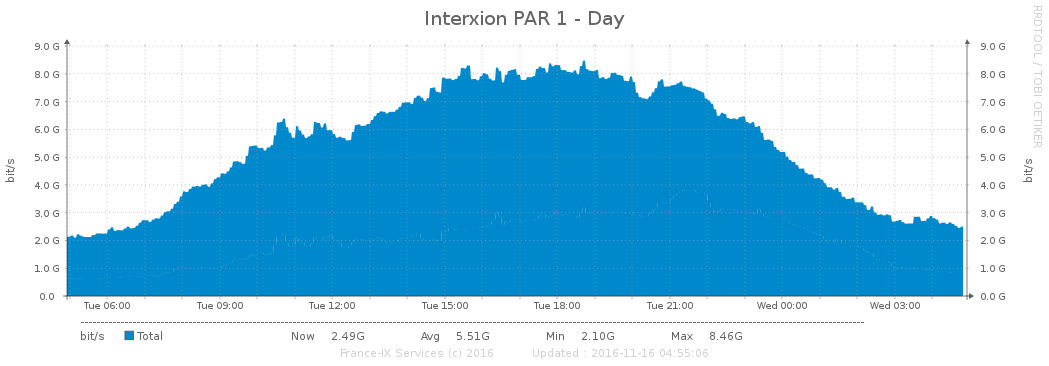 Interxion PAR 1 - Day
RRDTOOL / TOBI OETIKER
9.0 G 9.0 G
8.0 G 8.0 G
7.0 G 7.0 G
6.0 G 6.0 G
5.0 G 5.0 G
4.0 G 4.0 G
3.0 G 3.0 G
2.0 G 2.0 G
1.0 G 1.0 G
0.0 0.0 G
bit/s bit/s
Tue 06:00 Tue 09:00 Tue 12:00 Tue 15:00 Tue 18:00 Tue 21:00 Wed 00:00 Wed 03:00
bit/s Total Now 2.49G Avg 5.51G Min 2.10G Max 8.46G
France-IX Services (c) 2016 Updated : 2016-11-16 04:55:06